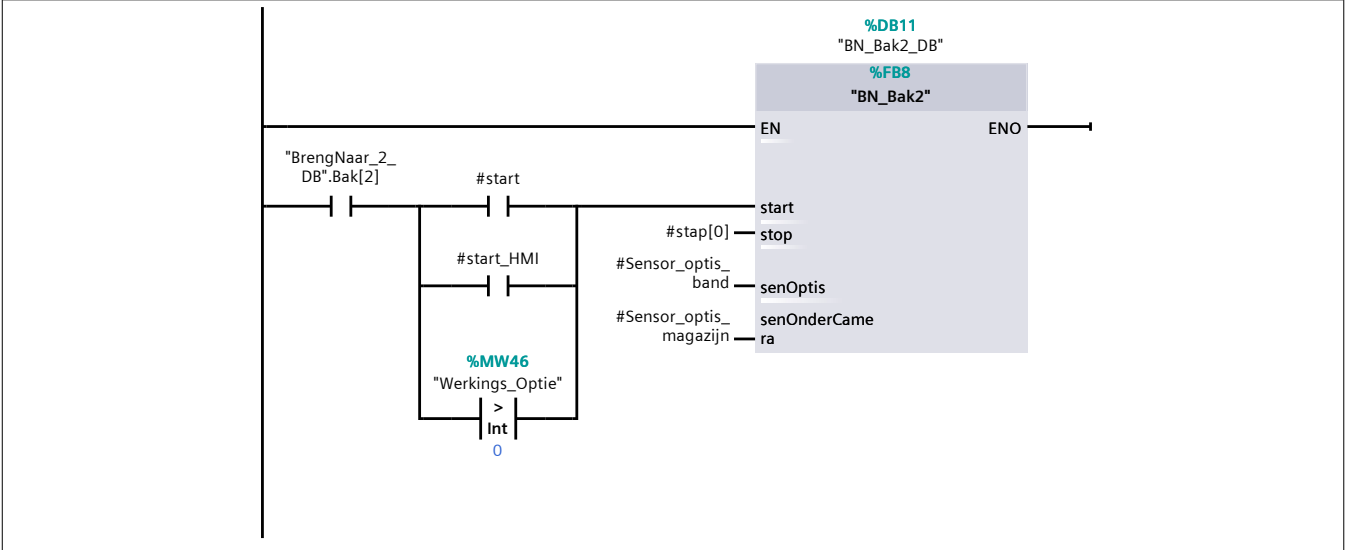 %DB11
"BN_Bak2_DB"
%FB8
"BN_Bak2"
EN
ENO
"BrengNaar_2_
DB".Bak[2]
#start
start
#stap[0]
stop
#start_HMI
#Sensor_optis_
band
senOptis
#Sensor_optis_
magazijn
senOnderCame
ra
%MW46
"Werkings_Optie"
>
Int
0